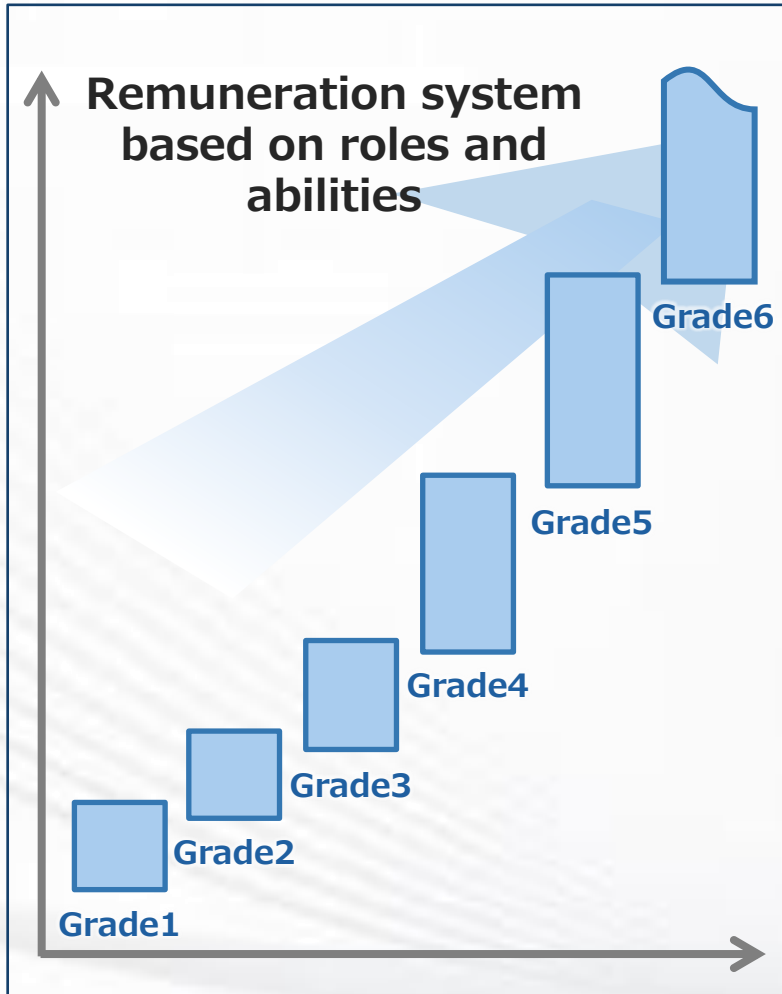 Remuneration system
based on roles and
abilities
Grade6
Grade5
Grade4
Grade3
Grade2
Grade1